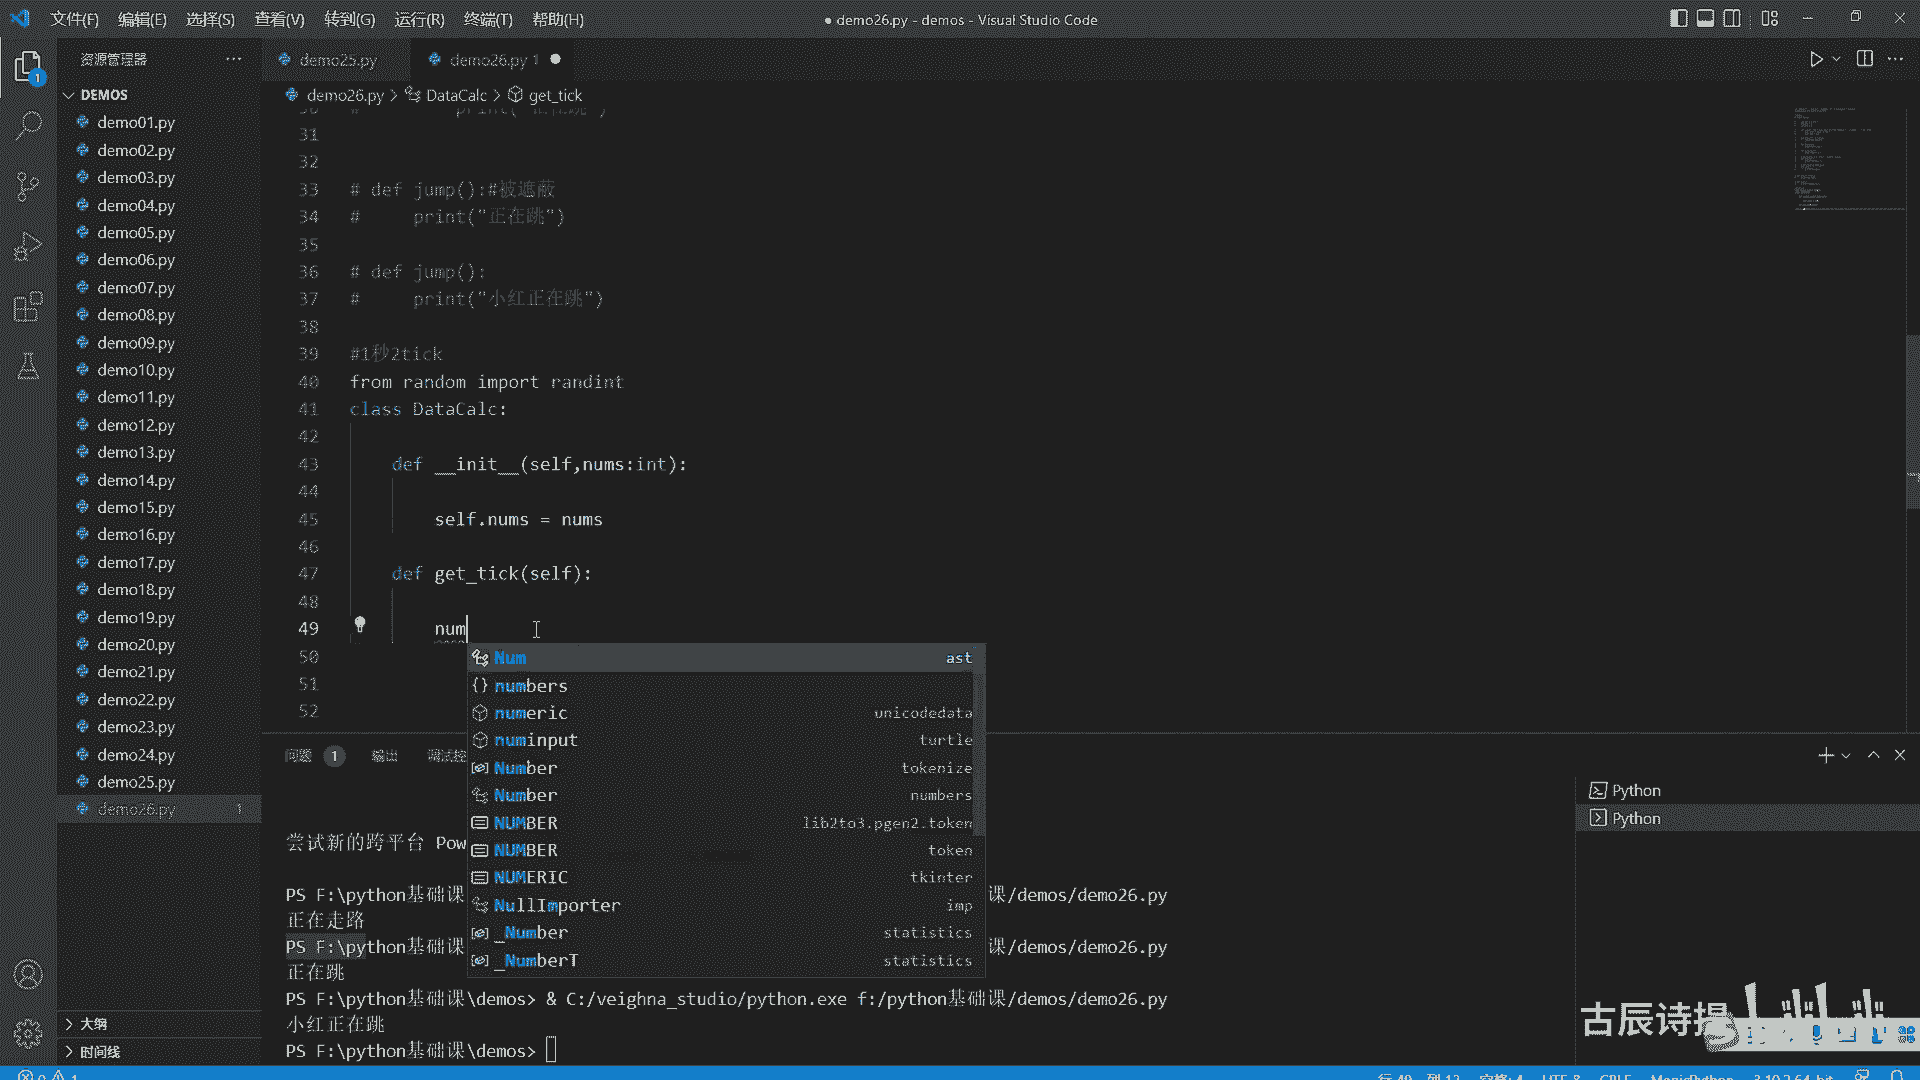 文件(F) 编辑(E) 选择(S) 查看(V) 转到(G) 运行(R) 终端(T) 帮助(H)
● demo26.py - demos - Visual Studio Code
资源管理器 ···
demo25.py
demo26.py 1 ●
DEMOS
demo26.py > DataCalc > get_tick
1
demo01.py
demo02.py
demo03.py
demo04.py
demo05.py
demo06.py
demo07.py
demo08.py
demo09.py
demo10.py
demo11.py
demo12.py
demo13.py
demo14.py
demo15.py
demo16.py
demo17.py
demo18.py
demo19.py
demo20.py
demo21.py
demo22.py
demo23.py
demo24.py
demo25.py
demo26.py 1
大纲
时间线
30 # print("正在跳")
31
32
33 # def jump():#被遮蔽
34 # print("正在跳")
35
36 # def jump():
37 # print("小红正在跳")
38
39 #1秒2tick
40 from random import randint
41 class DataCalc:
42
43 def __init__(self,nums:int):
44
45 self.nums = nums
46
47 def get_tick(self):
48
49 num
50
51
52
Num ast
numbers
numeric unicodedata
numinput turtle
Number tokenize
Number numbers
NUMBER lib2to3.pgen2.token
NUMBER token
NUMERIC tkinter
NullImporter imp
_Number statistics
_NumberT statistics
问题 1 输出 调试控
Python
Python
尝试新的跨平台 Pow
PS F:\python基础课 课/demos/demo26.py
正在走路
PS F:\python基础课 课/demos/demo26.py
正在跳
PS F:\python基础课\demos> & C:/veighna_studio/python.exe f:/python基础课/demos/demo26.py
小红正在跳
PS F:\python基础课\demos>
古辰诗提
行 49, 列 12 空格: 4 UTF-8 CRLF MagicPython 3.10.2 64-bit